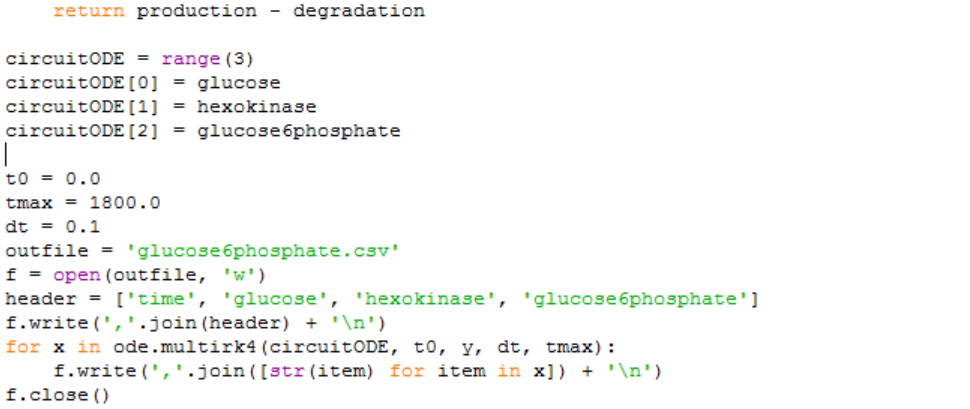 return production - degradation

circuitODE = range(3)
circuitODE[0] = glucose
circuitODE[1] = hexokinase
circuitODE[2] = glucose6phosphate

t0 = 0.0
tmax = 1800.0
dt = 0.1
outfile = 'glucose6phosphate.csv'
f = open(outfile, 'w')
header = ['time', 'glucose', 'hexokinase', 'glucose6phosphate']
f.write(','.join(header) + '\n')
for x in ode.multirk4(circuitODE, t0, y, dt, tmax):
    f.write(','.join([str(item) for item in x]) + '\n')
f.close()